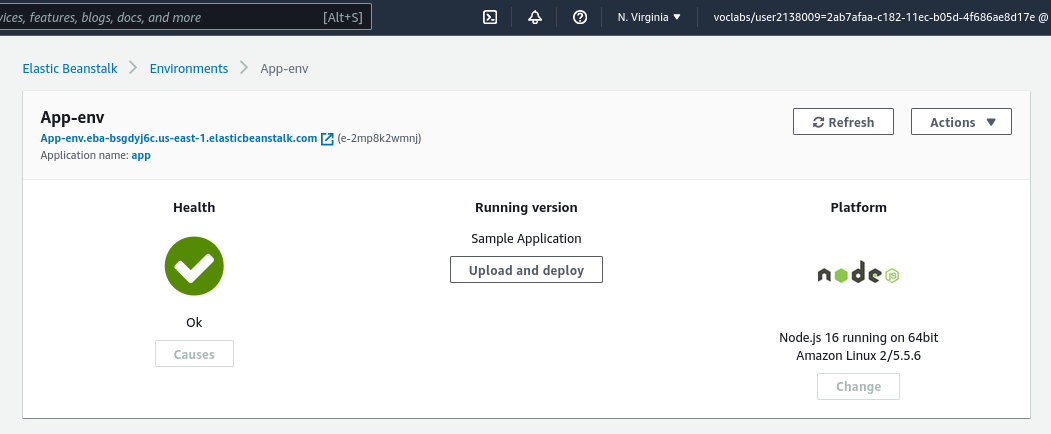 vices, features, blogs, docs, and more [Alt+S] N. Virginia voclabs/user2138009=2ab7afaa-c182-11ec-b05d-4f686ae8d17e @
Elastic Beanstalk Environments App-env
App-env
App-env.eba-bsgdyj6c.us-east-1.elasticbeanstalk.com (e-2mp8k2wmnj)
Application name: app
Refresh Actions
Health Running version Platform
Sample Application
Upload and deploy
node JS
Ok
Causes
Node.js 16 running on 64bit
Amazon Linux 2/5.5.6
Change